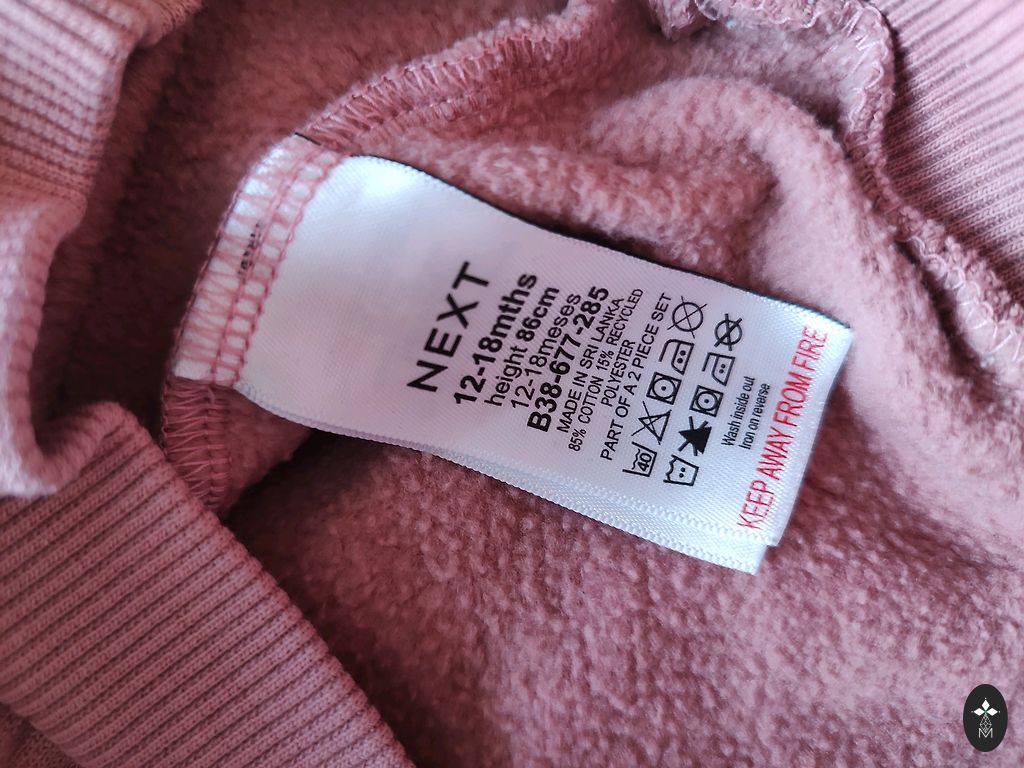 NEXT
12-18mths
height 86cm
12-18meses
B38-677-285
MADE IN SRI LANKA
85% COTTON 15% RECYCLED
POLYESTER
PART OF A 2 PIECE SET
40
Wash inside out
Iron on reverse
KEEP AWAY FROM FIRE
M